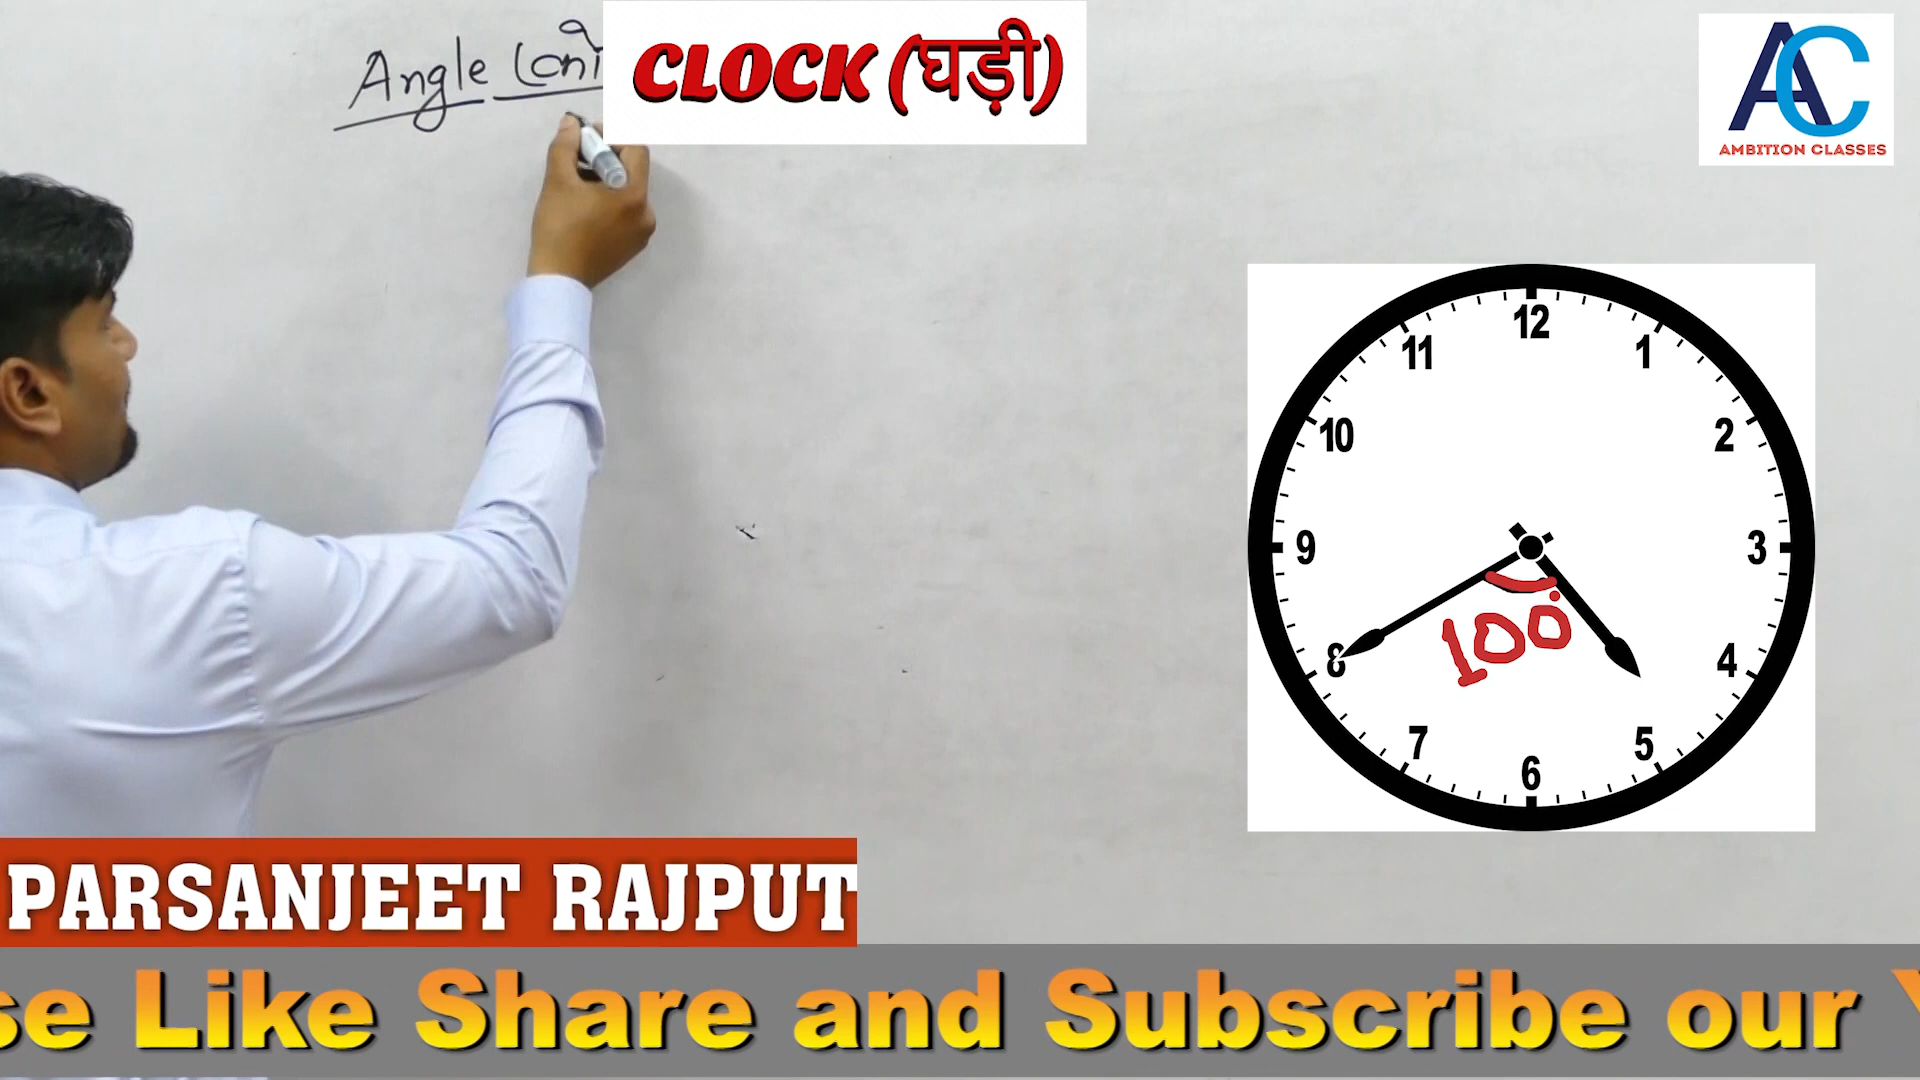 Angle (को
CLOCK (घड़ी)
AC
AMBITION CLASSES
12
11
1
10
2
9
3
8
4
7
5
6
100°
PARSANJEET RAJPUT
se Like Share and Subscribe our